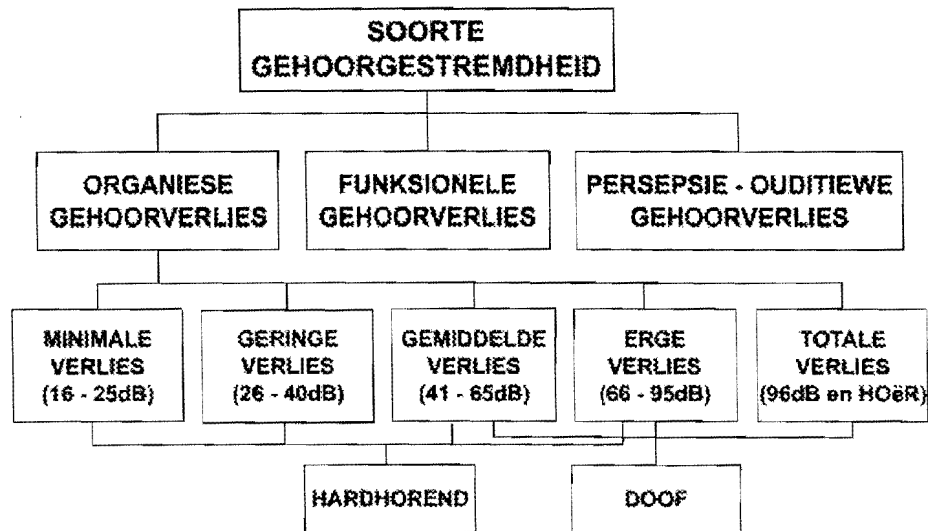 SOORTE
GEHOORGESTREMDHEID
ORGANIESE
GEHOORVERLIES
FUNKSIONELE
GEHOORVERLIES
PERSEPSIE - OUDITIEWE
GEHOORVERLIES
MINIMALE
VERLIES
(16 - 25dB)
GERINGE
VERLIES
(26 - 40dB)
GEMIDDELDE
VERLIES
(41 - 65dB)
ERGE
VERLIES
(66 - 95dB)
TOTALE
VERLIES
(96dB en HOëR)
HARDHOREND
DOOF